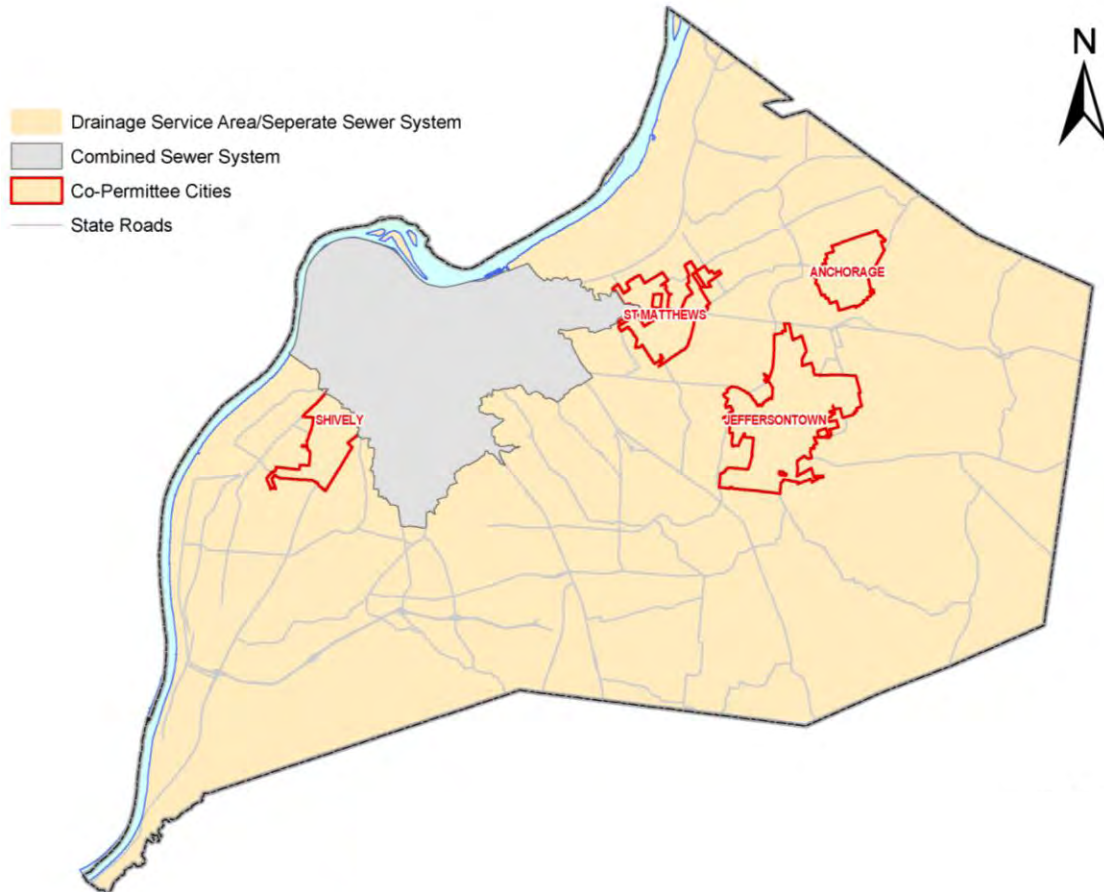 N
Drainage Service Area/Seperate Sewer System
Combined Sewer System
Co-Permittee Cities
State Roads
ANCHORAGE
ST MATTHEWS
SHIVELY
JEFFERSONTOWN